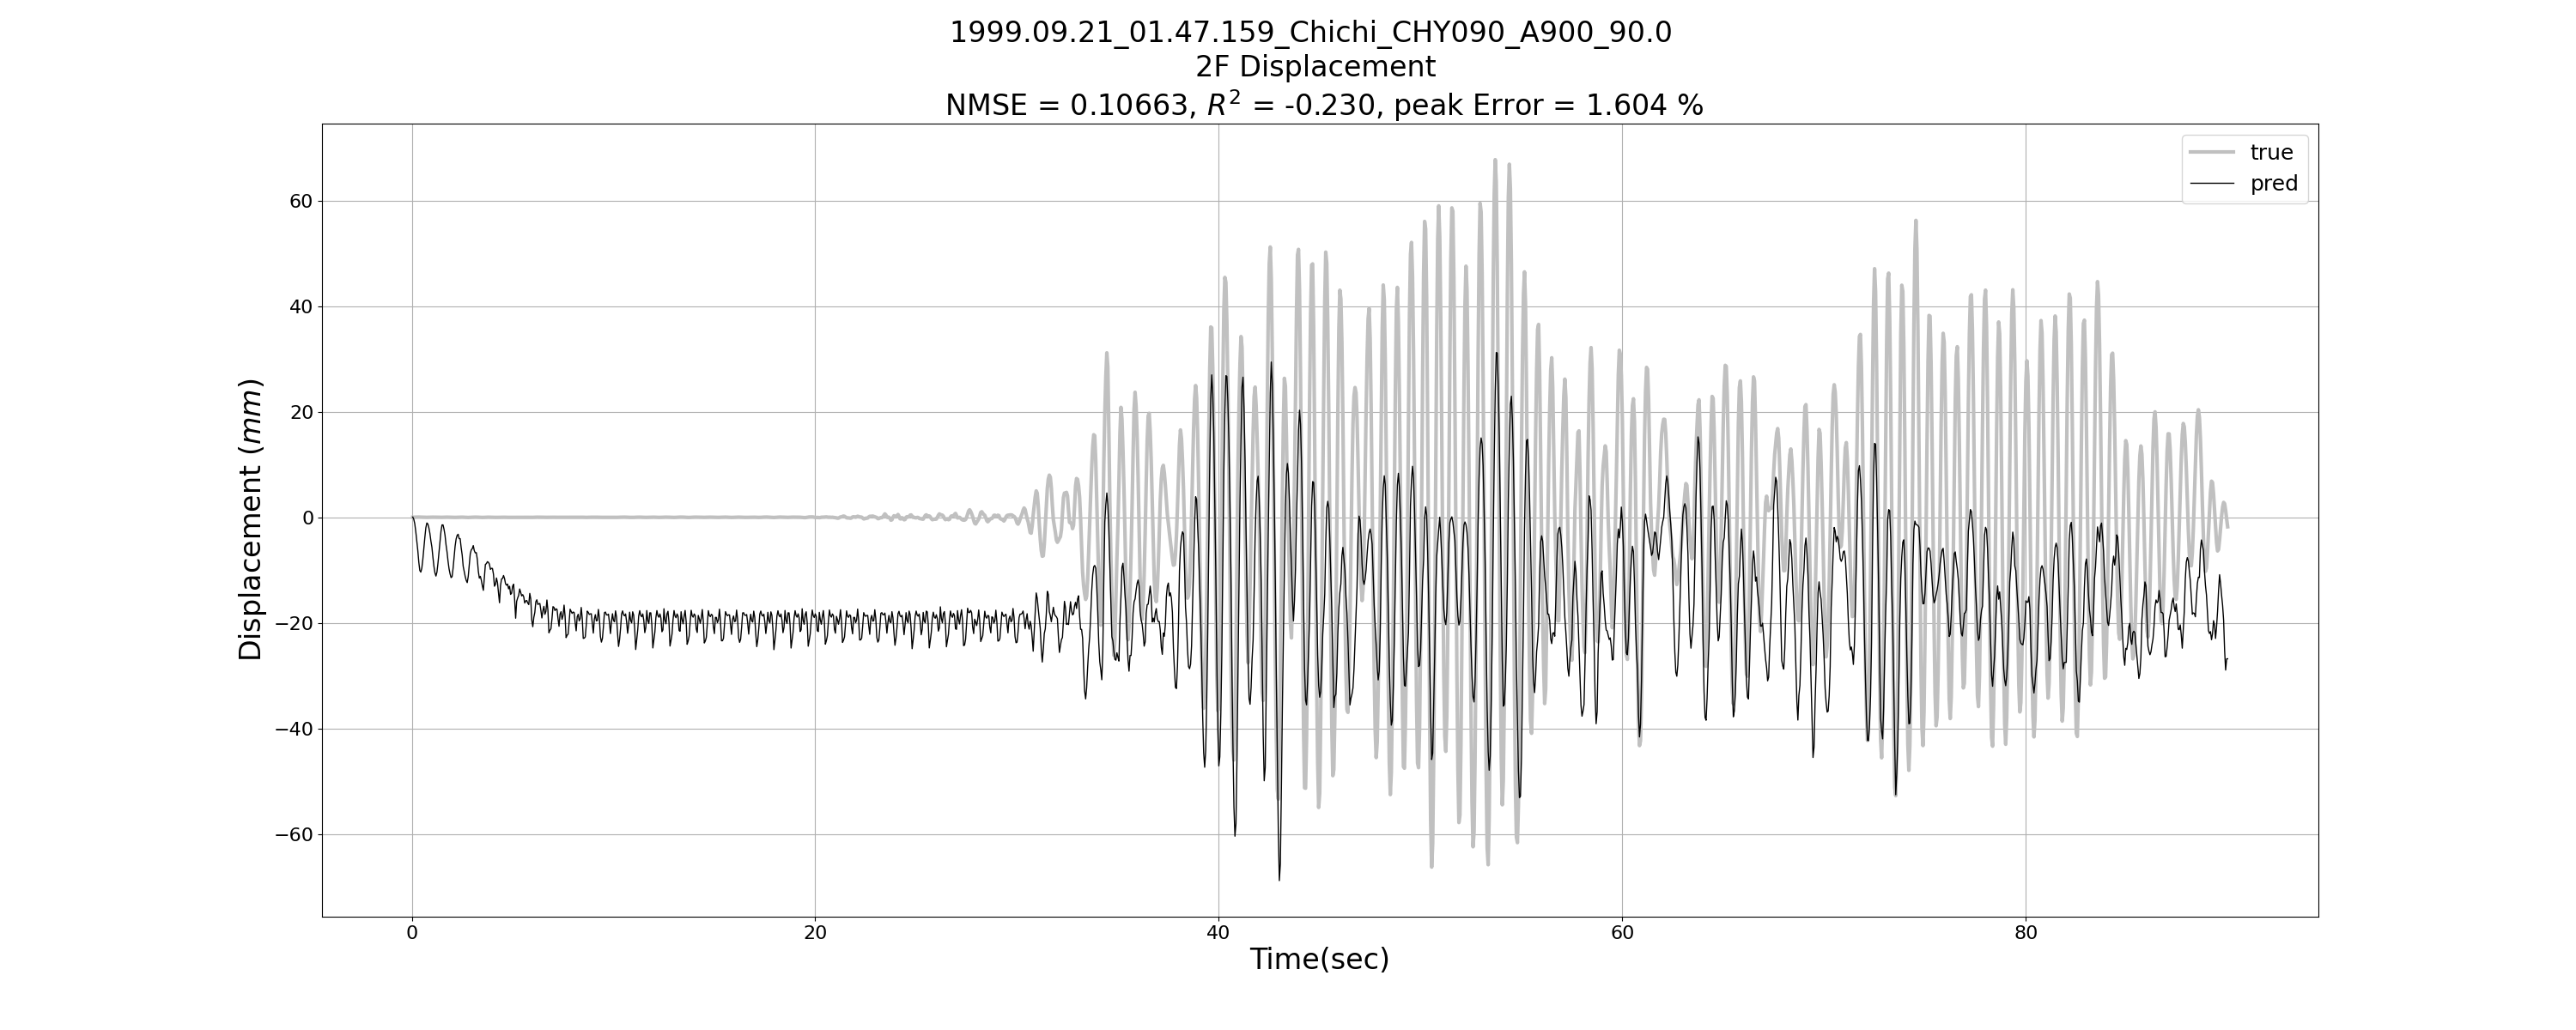 1999.09.21_01.47.159_Chichi_CHY090_A900_90.0
2F Displacement
NMSE = 0.10663, R² = -0.230, peak Error = 1.604 %
true
pred
Displacement (mm)
60
40
20
0
−20
−40
−60
0 20 40 60 80
Time(sec)